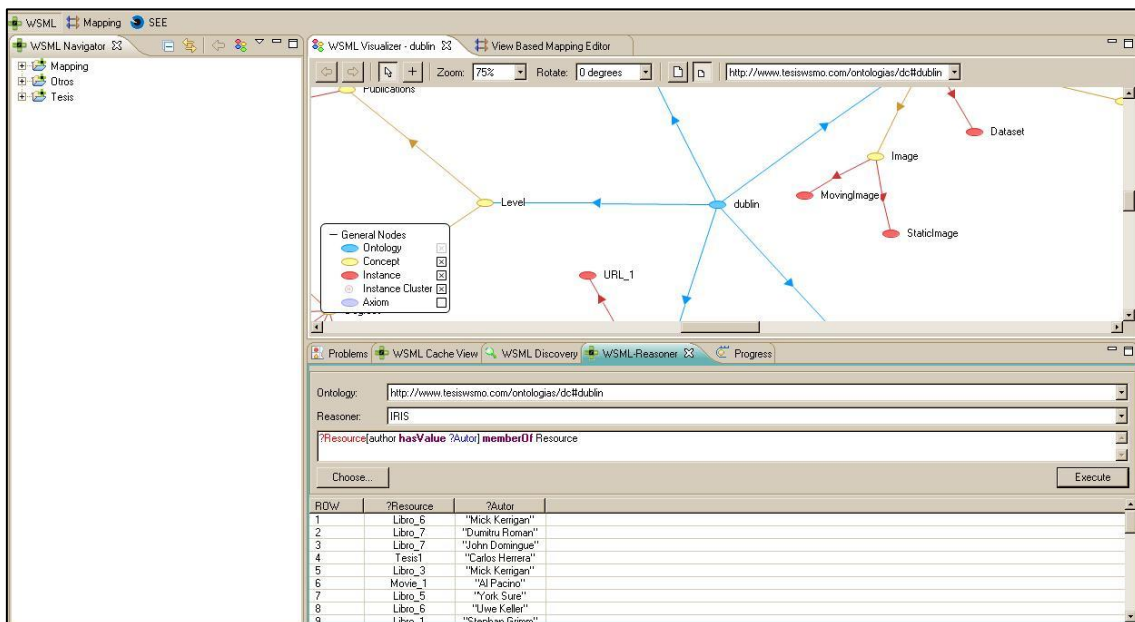 WSML Mapping SEE
WSML Navigator
Mapping
Otros
Tesis
WSML Visualizer - dublin View Based Mapping Editor
Zoom: 75% Rotate: 0 degrees http://www.tesiswsmo.com/ontologias/dc#dublin
Publications
Dataset
Image
MovingImage
Level
dublin
StaticImage
URL_1
General Nodes
Ontology
Concept
Instance
Instance Cluster
Axiom
Problems WSML Cache View WSML Discovery WSML-Reasoner Progress
Ontology: http://www.tesiswsmo.com/ontologias/dc#dublin
Reasoner: IRIS
?Resource[author hasValue ?Autor] memberOf Resource
Choose... Execute
ROW ?Resource ?Autor
1 Libro_6 "Mick Kerrigan"
2 Libro_7 "Dumitru Roman"
3 Libro_7 "John Domingue"
4 Tesis1 "Carlos Herrera"
5 Libro_3 "Mick Kerrigan"
6 Movie_1 "Al Pacino"
7 Libro_5 "York Sure"
8 Libro_6 "Uwe Keller"
9 Libro_1 "Stephan Grimm"